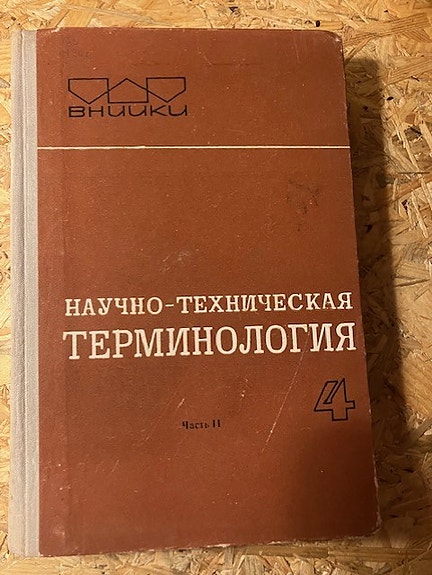 ВНИИКИ
НАУЧНО-ТЕХНИЧЕСКАЯ
ТЕРМИНОЛОГИЯ
4
Часть II